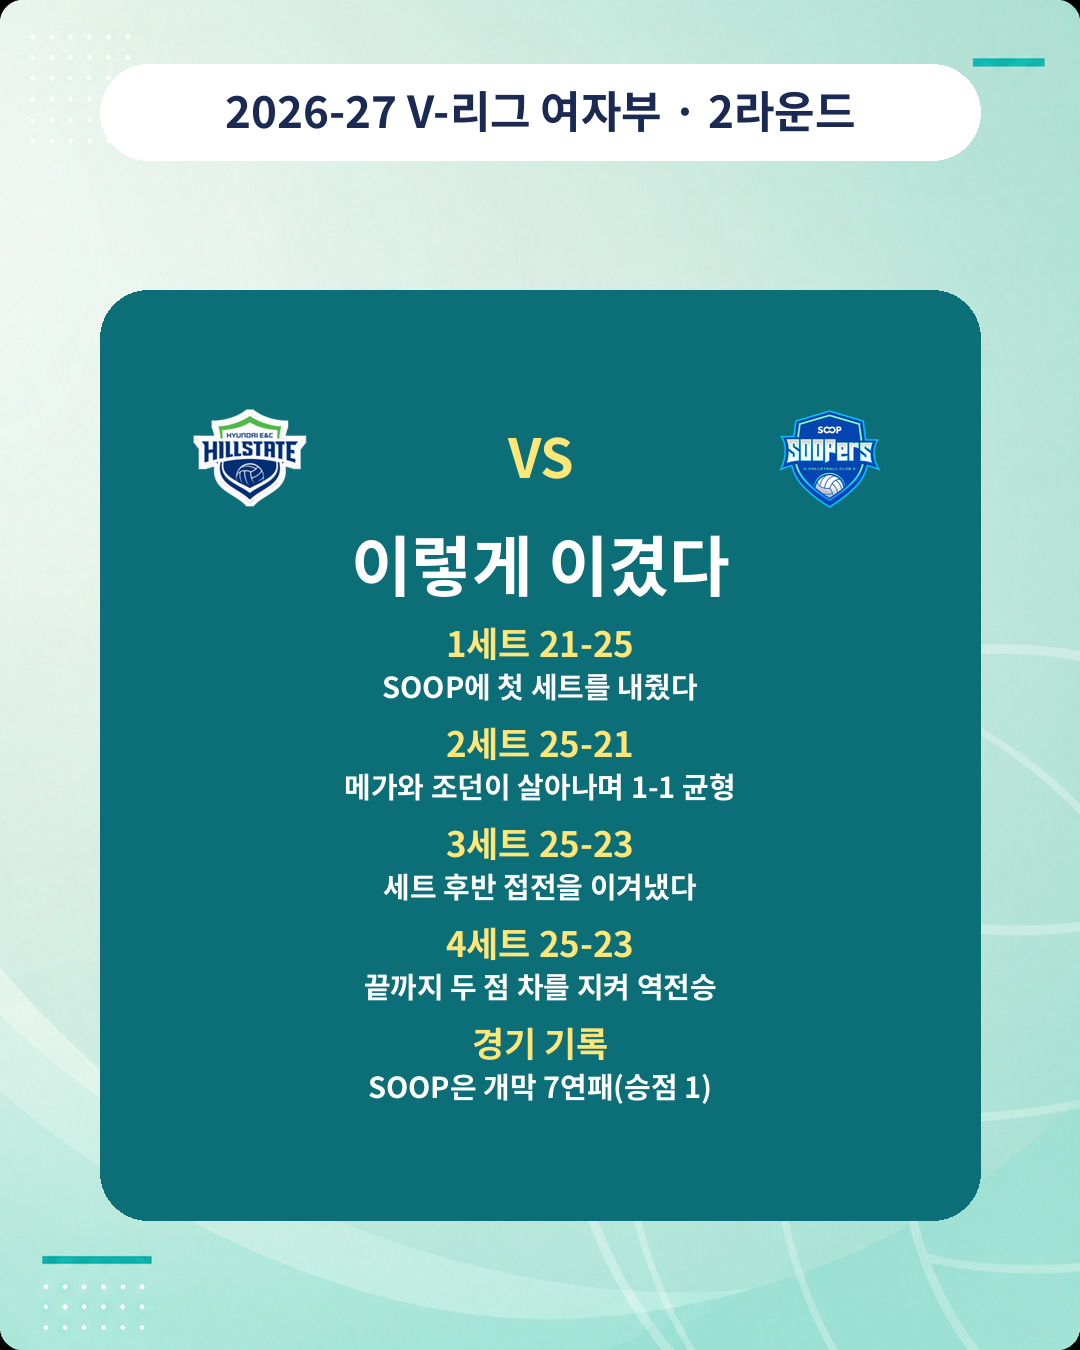 2026-27 V-리그 여자부 · 2라운드
HYUNDAI E&C
HILLSTATE
VS
SOOP
SOOPers
VOLLEYBALL CLUB
이렇게 이겼다
1세트 21-25
SOOP에 첫 세트를 내줬다
2세트 25-21
메가와 조던이 살아나며 1-1 균형
3세트 25-23
세트 후반 접전을 이겨냈다
4세트 25-23
끝까지 두 점 차를 지켜 역전승
경기 기록
SOOP은 개막 7연패(승점 1)